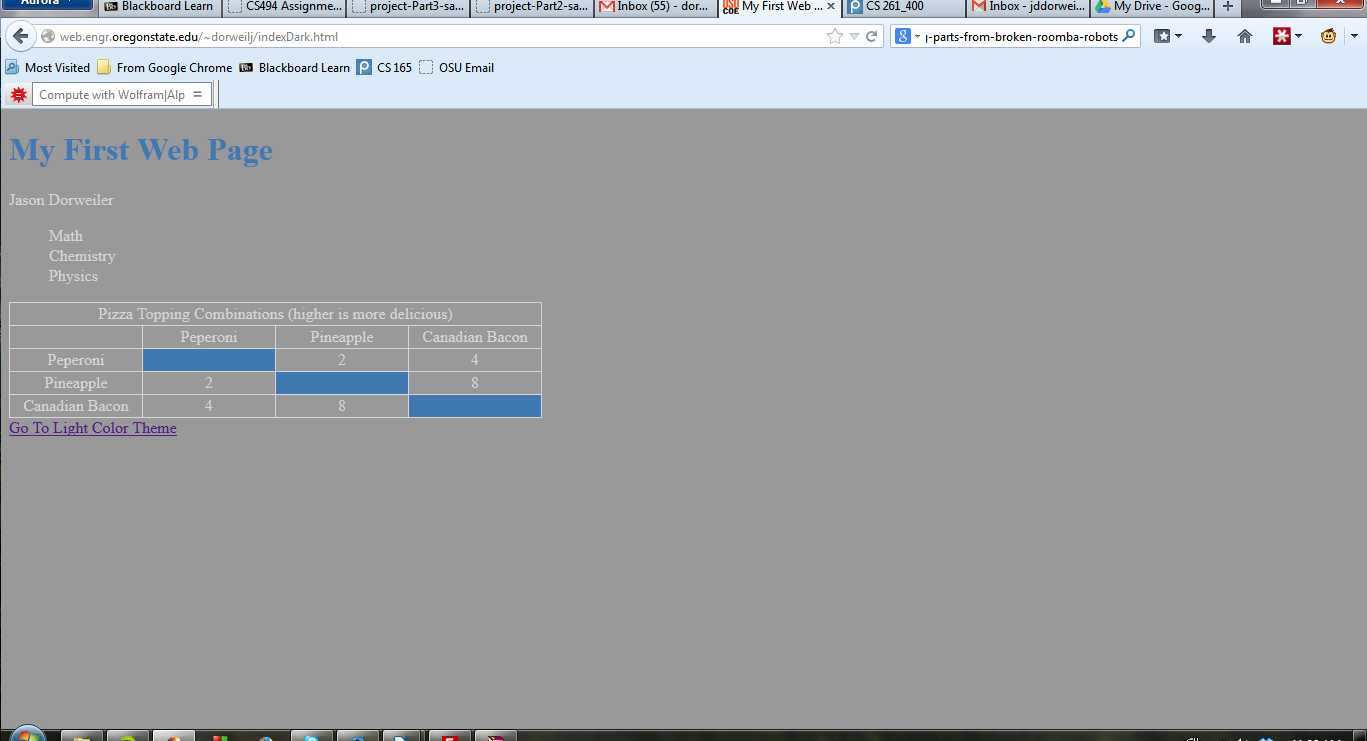 Aurora
Blackboard Learn CS494 Assignme... project-Part3-sa... project-Part2-sa... Inbox (55) - dor... My First Web ... CS 261_400 Inbox - jddorwei... My Drive - Goog...
web.engr.oregonstate.edu/~dorweilj/indexDark.html -parts-from-broken-roomba-robots
Most Visited From Google Chrome Blackboard Learn CS 165 OSU Email
Compute with Wolfram|Alp =
My First Web Page
Jason Dorweiler
Math
Chemistry
Physics
Pizza Topping Combinations (higher is more delicious)
Peperoni Pineapple Canadian Bacon
Peperoni 2 4
Pineapple 2 8
Canadian Bacon 4 8
Go To Light Color Theme